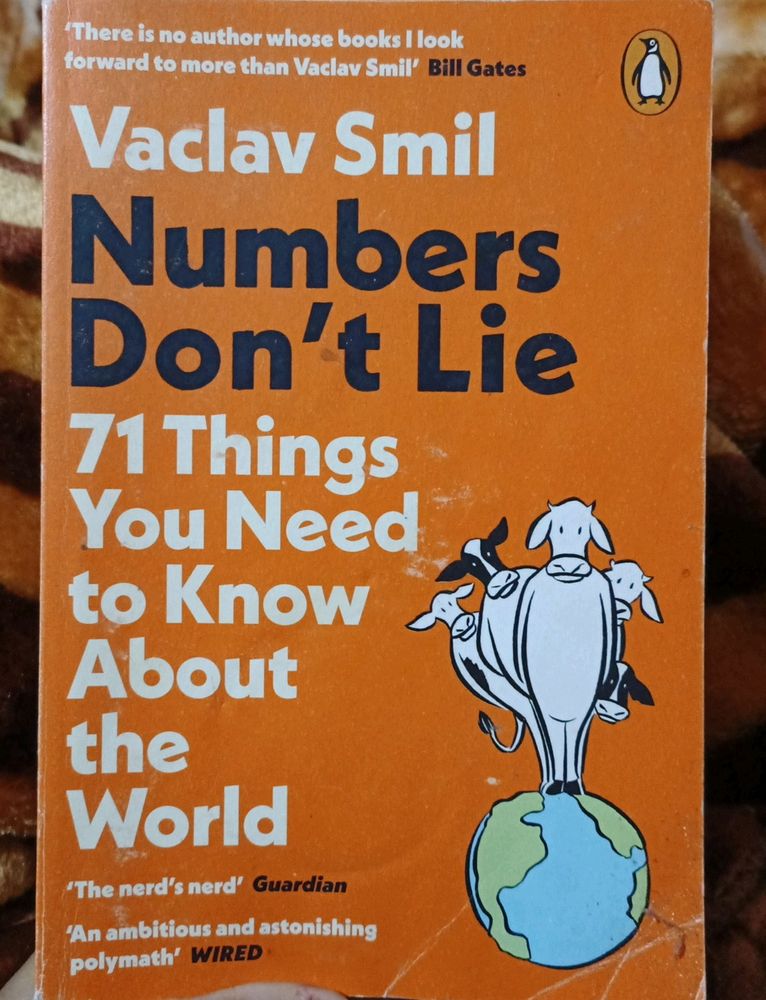 ‘There is no author whose books I look
forward to more than Vaclav Smil’ Bill Gates
Vaclav Smil
Numbers
Don’t Lie
71 Things
You Need
to Know
About
the
World
‘The nerd’s nerd’ Guardian
‘An ambitious and astonishing
polymath’ WIRED